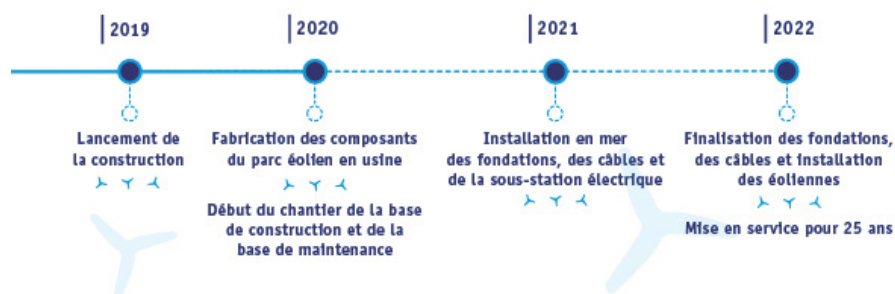 2019
2020
2021
2022
Lancement de
la construction
Fabrication des composants
du parc éolien en usine
Début du chantier de la base
de construction et de la
base de maintenance
Installation en mer
des fondations, des câbles et
de la sous-station électrique
Finalisation des fondations,
des câbles et installation
des éoliennes
Mise en service pour 25 ans